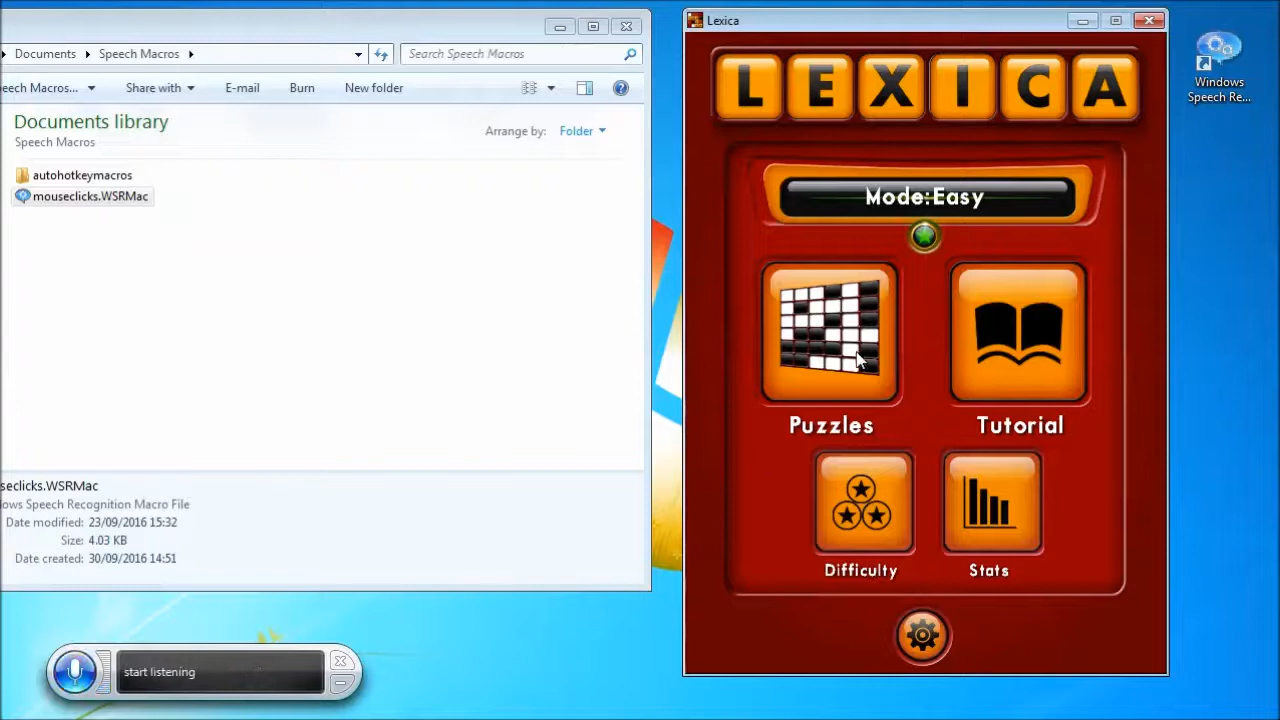 Documents Speech Macros
Search Speech Macros
eech Macros... Share with E-mail Burn New folder
Documents library
Speech Macros
Arrange by: Folder
autohotkeymacros
mouseclicks.WSRMac
seclicks.WSRMac
ows Speech Recognition Macro File
Date modified: 23/09/2016 15:32
Size: 4.03 KB
Date created: 30/09/2016 14:51
start listening
Lexica
LEXICA
Mode:Easy
Puzzles
Tutorial
Difficulty
Stats
Windows
Speech Re...